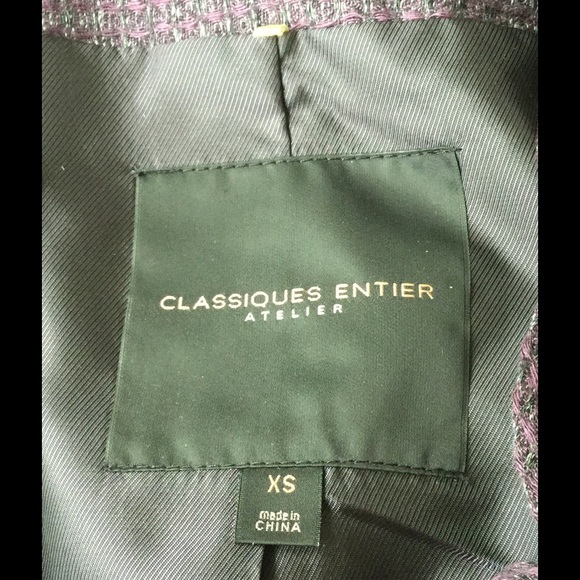 CLASSIQUES ENTIER
ATELIER
XS
made in
CHINA